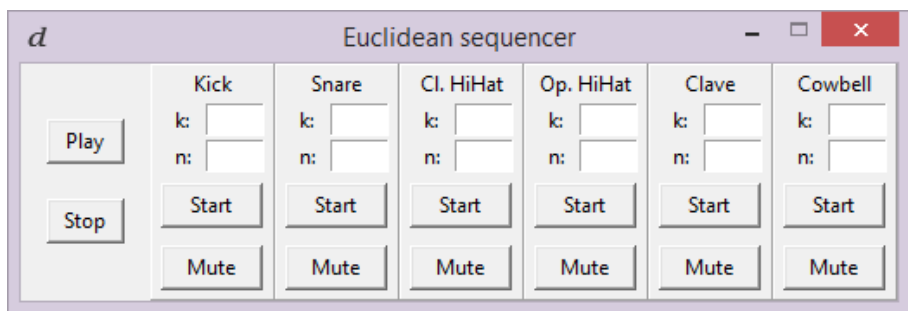 d Euclidean sequencer
Kick Snare Cl. HiHat Op. HiHat Clave Cowbell
k: k: k: k: k: k:
Play
n: n: n: n: n: n:
Start Start Start Start Start Start
Stop
Mute Mute Mute Mute Mute Mute